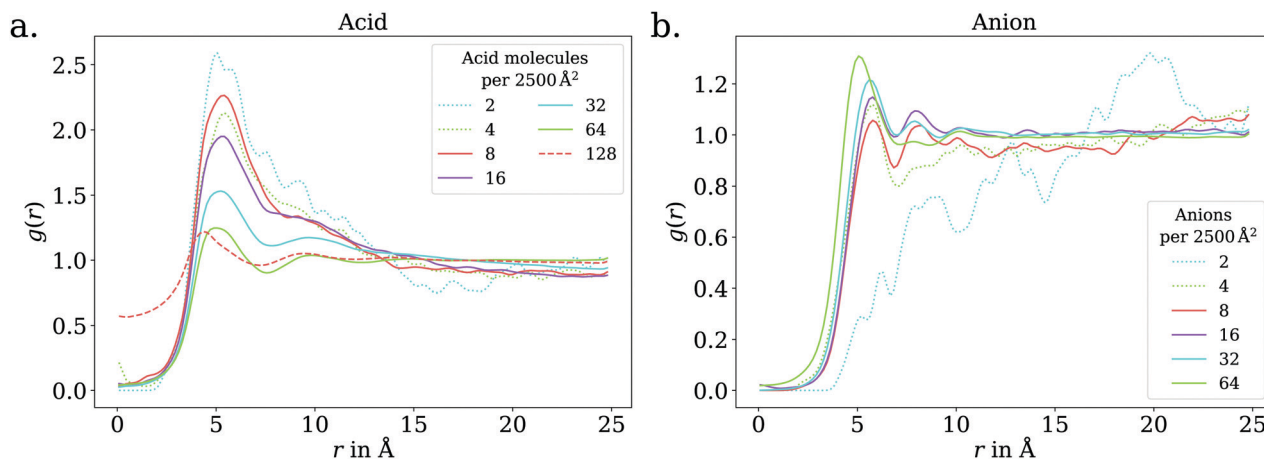 a.
Acid
g(r)
2.5
2.0
1.5
1.0
0.5
0.0
Acid molecules
per 2500 Å²
2
4
8
16
32
64
128
0 5 10 15 20 25
r in Å
b.
Anion
g(r)
1.2
1.0
0.8
0.6
0.4
0.2
0.0
Anions
per 2500 Å²
2
4
8
16
32
64
0 5 10 15 20 25
r in Å